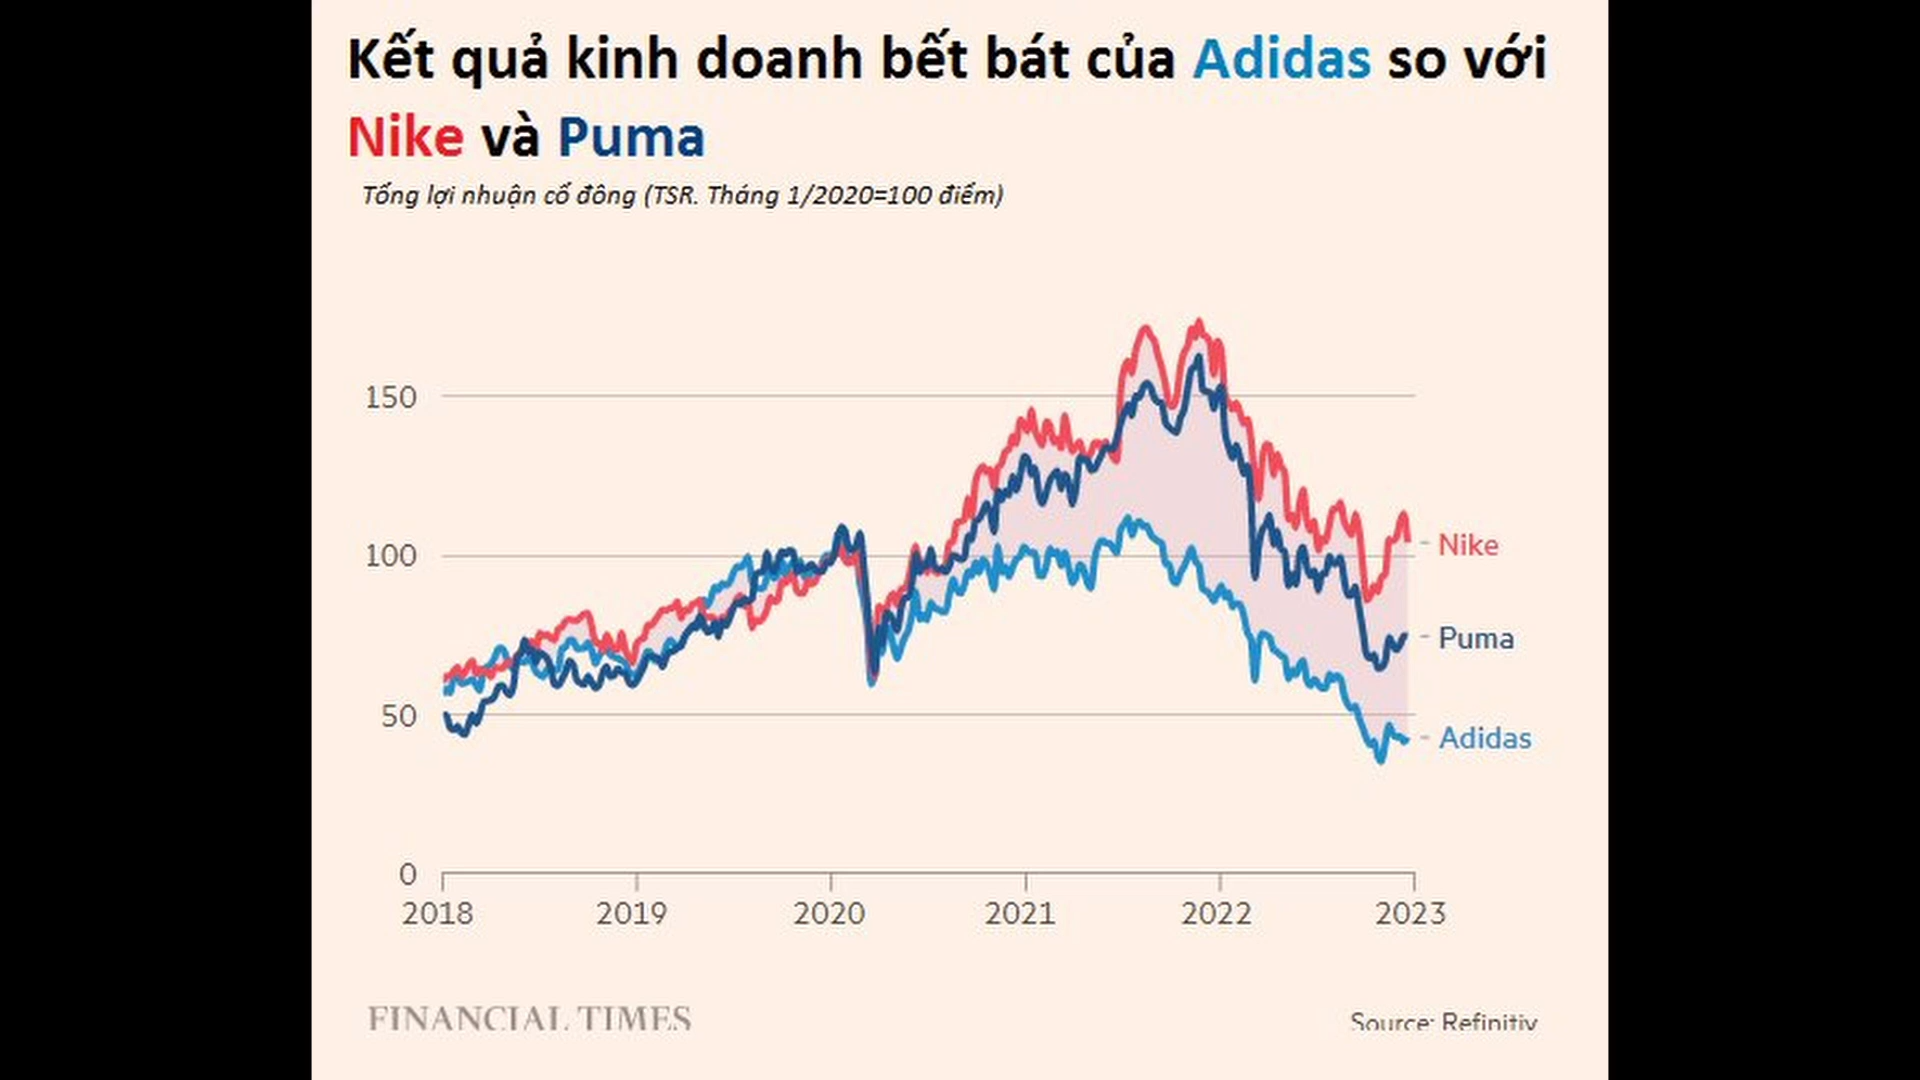 Kết quả kinh doanh bết bát của Adidas so với
Nike và Puma
Tổng lợi nhuận cổ đông (TSR. Tháng 1/2020=100 điểm)
150
100
50
0
Nike
Puma
Adidas
2018 2019 2020 2021 2022 2023
FINANCIAL TIMES
Source: Refinitiv